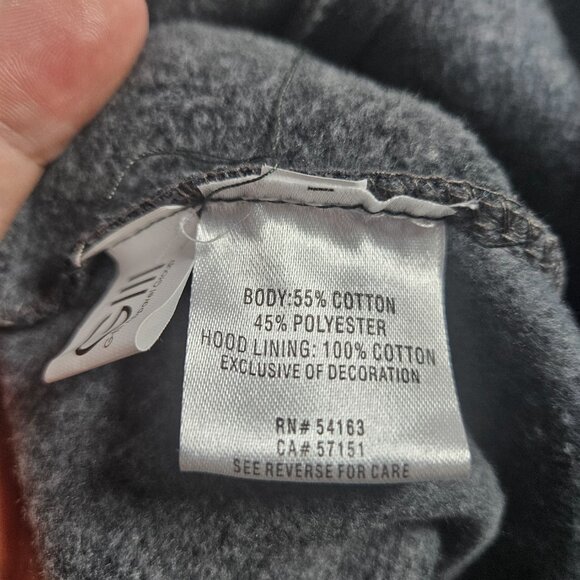 BODY:55% COTTON
45% POLYESTER
HOOD LINING: 100% COTTON
EXCLUSIVE OF DECORATION
RN# 54163
CA# 57151
SEE REVERSE FOR CARE